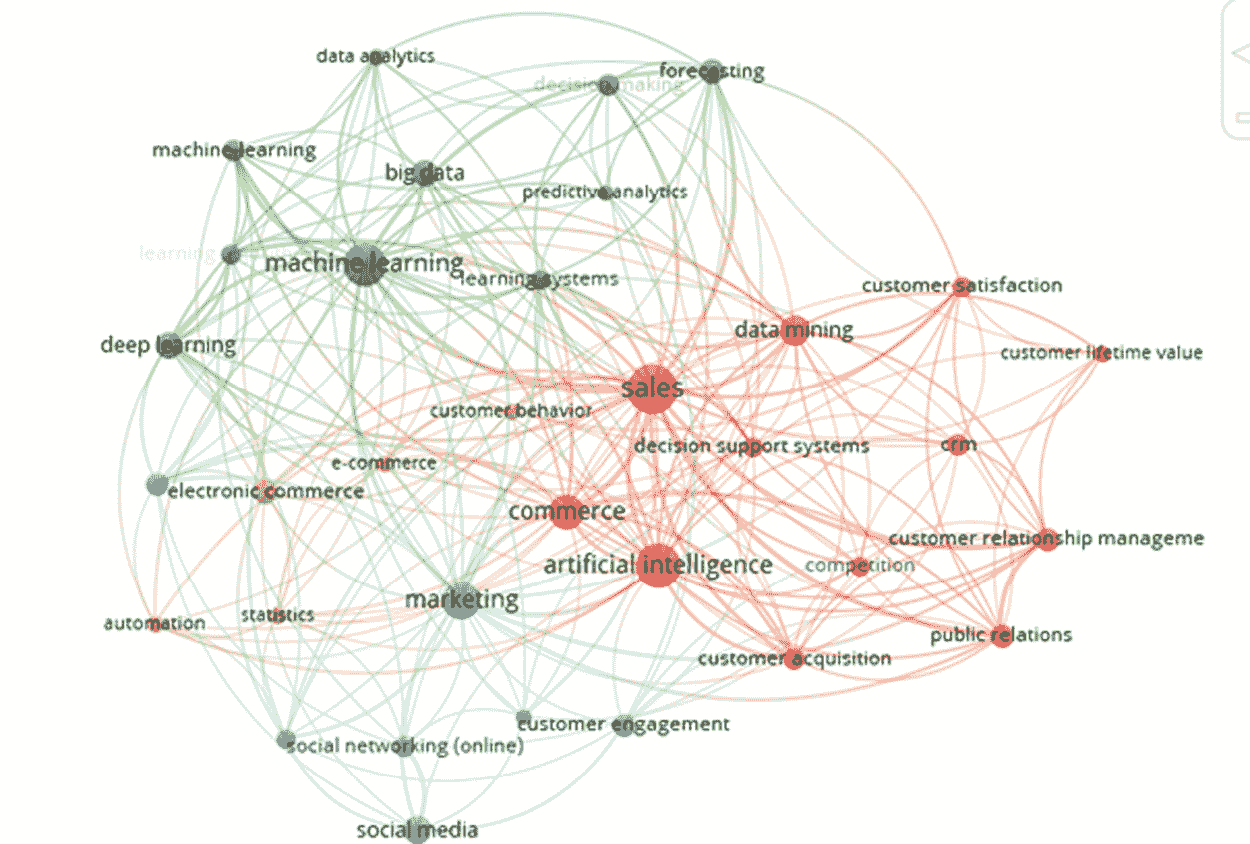 data analytics
forecasting
decision making
machine learning
big data
predictive analytics
learning
machine learning
learning systems
customer satisfaction
data mining
deep learning
customer lifetime value
sales
customer behavior
decision support systems
crm
e-commerce
electronic commerce
commerce
customer relationship manageme
artificial intelligence
competition
marketing
statistics
automation
public relations
customer acquisition
customer engagement
social networking (online)
social media